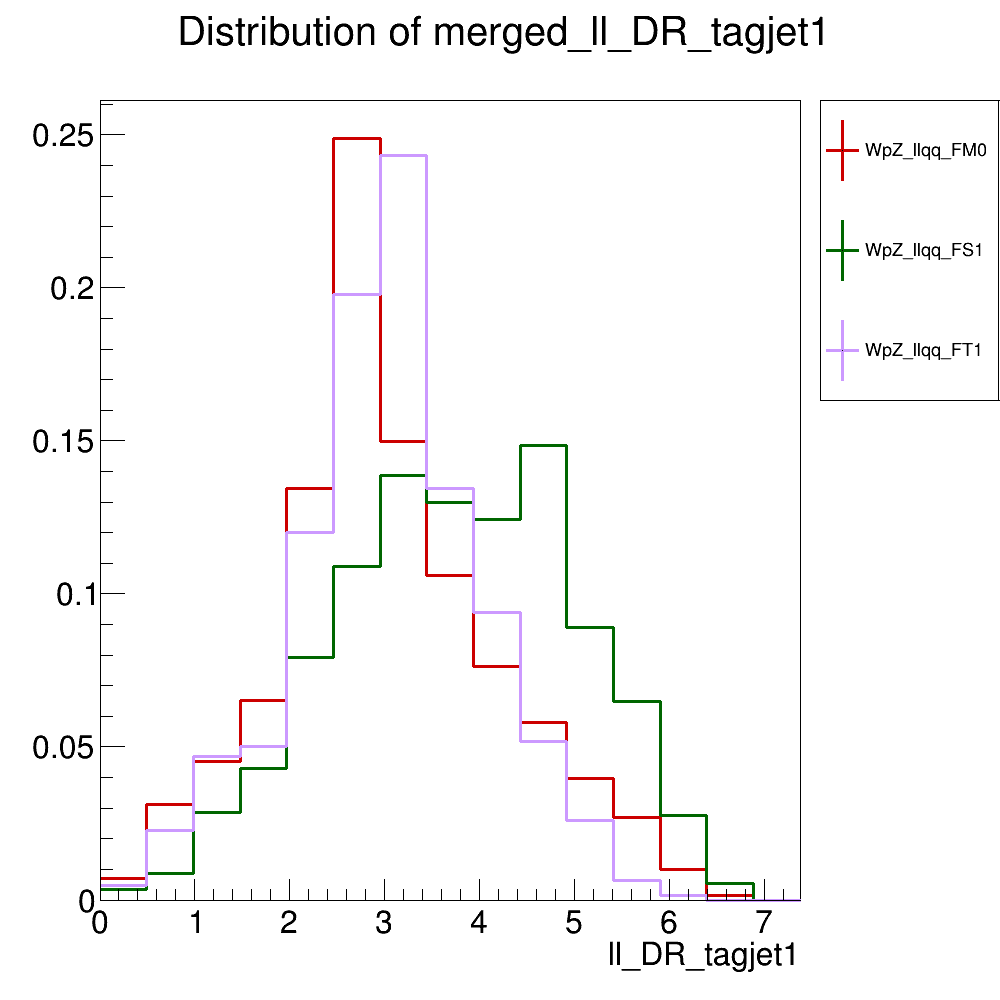 Distribution of merged_ll_DR_tagjet1
0.25
0.2
0.15
0.1
0.05
0
0 1 2 3 4 5 6 7
ll_DR_tagjet1
WpZ_llqq_FM0
WpZ_llqq_FS1
WpZ_llqq_FT1